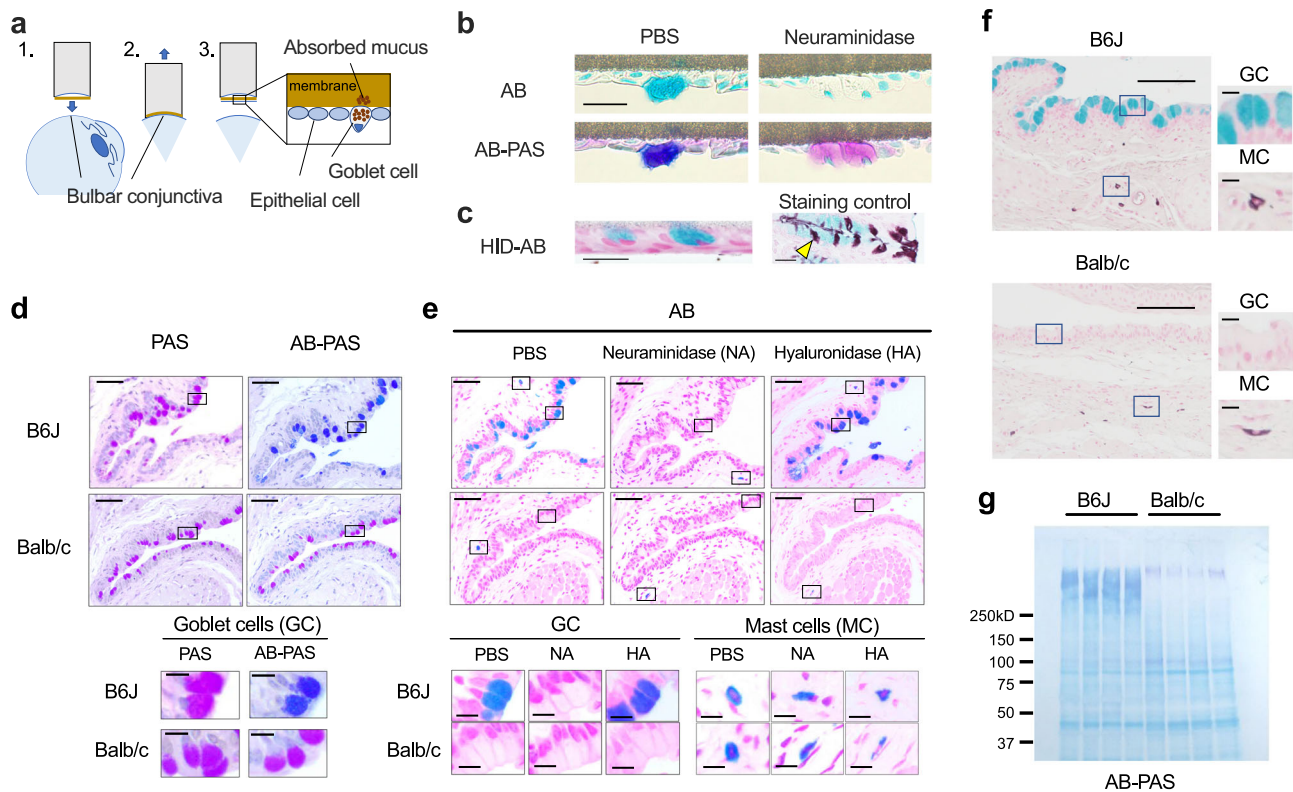 a
1.
2.
3.
Absorbed mucus
membrane
Goblet cell
Bulbar conjunctiva
Epithelial cell
b
PBS
Neuraminidase
AB
AB-PAS
c
Staining control
HID-AB
d
PAS
AB-PAS
B6J
Balb/c
Goblet cells (GC)
PAS
AB-PAS
B6J
Balb/c
e
AB
PBS
Neuraminidase (NA)
Hyaluronidase (HA)
GC
Mast cells (MC)
PBS
NA
HA
PBS
NA
HA
B6J
Balb/c
f
B6J
GC
MC
Balb/c
GC
MC
g
B6J
Balb/c
250kD
150
100
75
50
37
AB-PAS